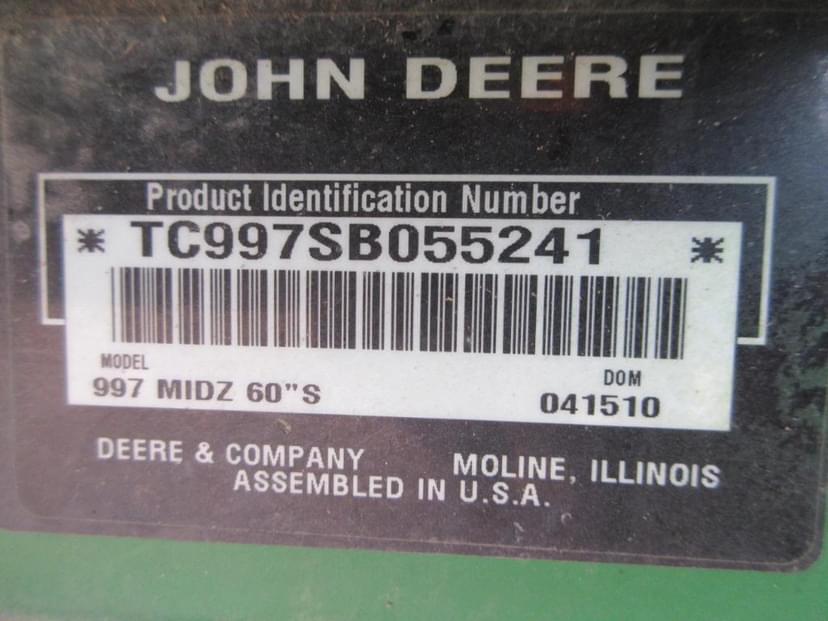 JOHN DEERE
Product Identification Number
* TC997SB055241 *
MODEL
997 MIDZ 60"S
DOM
041510
DEERE & COMPANY MOLINE, ILLINOIS
ASSEMBLED IN U.S.A.